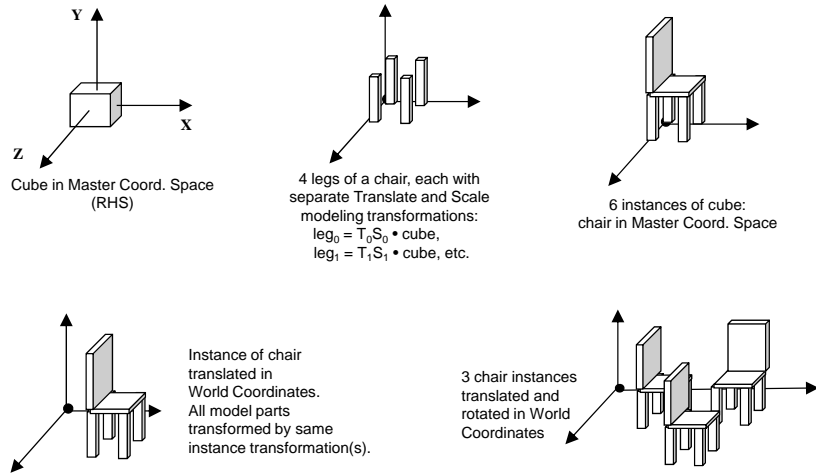 Y
X
Z
Cube in Master Coord. Space
(RHS)
4 legs of a chair, each with
separate Translate and Scale
modeling transformations:
leg₀ = T₀S₀ • cube,
leg₁ = T₁S₁ • cube, etc.
6 instances of cube:
chair in Master Coord. Space
Instance of chair
translated in
World Coordinates.
All model parts
transformed by same
instance transformation(s).
3 chair instances
translated and
rotated in World
Coordinates